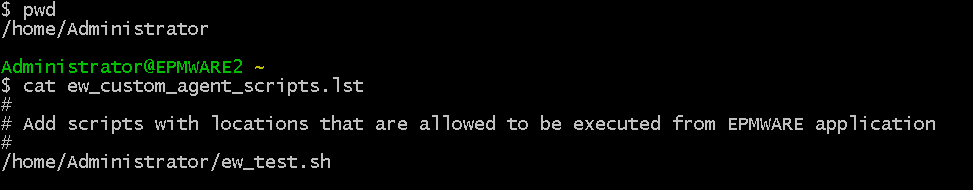 $ pwd
/home/Administrator
Administrator@EPMWARE2 ~
$ cat ew_custom_agent_scripts.lst
#
# Add scripts with locations that are allowed to be executed from EPMWARE application
#
/home/Administrator/ew_test.sh